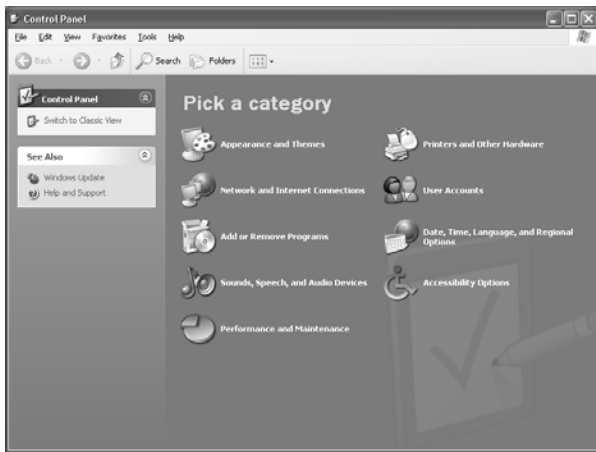 Control Panel
File Edit View Favorites Tools Help
Back Search Folders
Control Panel
Switch to Classic View
See Also
Windows Update
Help and Support
Pick a category
Appearance and Themes
Printers and Other Hardware
Network and Internet Connections
User Accounts
Add or Remove Programs
Date, Time, Language, and Regional
Options
Sounds, Speech, and Audio Devices
Accessibility Options
Performance and Maintenance